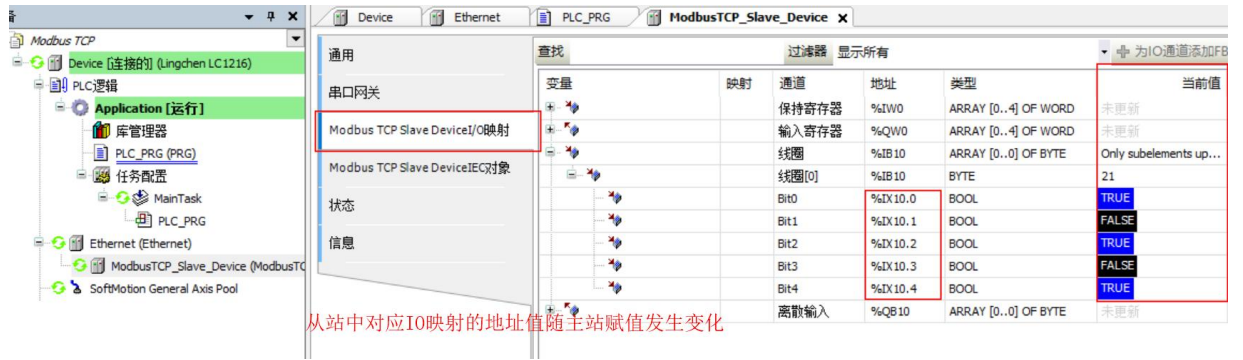 备
Modbus TCP
Device [连接的] (Lingchen LC1216)
PLC逻辑
Application [运行]
库管理器
PLC_PRG (PRG)
任务配置
MainTask
PLC_PRG
Ethernet (Ethernet)
ModbusTCP_Slave_Device (ModbusTC
SoftMotion General Axis Pool
Device Ethernet PLC_PRG ModbusTCP_Slave_Device
通用
串口网关
Modbus TCP Slave DeviceI/O映射
Modbus TCP Slave DeviceIEC对象
状态
信息
查找 过滤器 显示所有 为IO通道添加FB
变量 映射 通道 地址 类型 当前值
保持寄存器 %IW0 ARRAY [0..4] OF WORD 未更新
输入寄存器 %QW0 ARRAY [0..4] OF WORD 未更新
线圈 %IB10 ARRAY [0..0] OF BYTE Only subelements up...
线圈[0] %IB10 BYTE 21
Bit0 %IX10.0 BOOL TRUE
Bit1 %IX10.1 BOOL FALSE
Bit2 %IX10.2 BOOL TRUE
Bit3 %IX10.3 BOOL FALSE
Bit4 %IX10.4 BOOL TRUE
离散输入 %QB10 ARRAY [0..0] OF BYTE 未更新
从站中对应IO映射的地址值随主站赋值发生变化